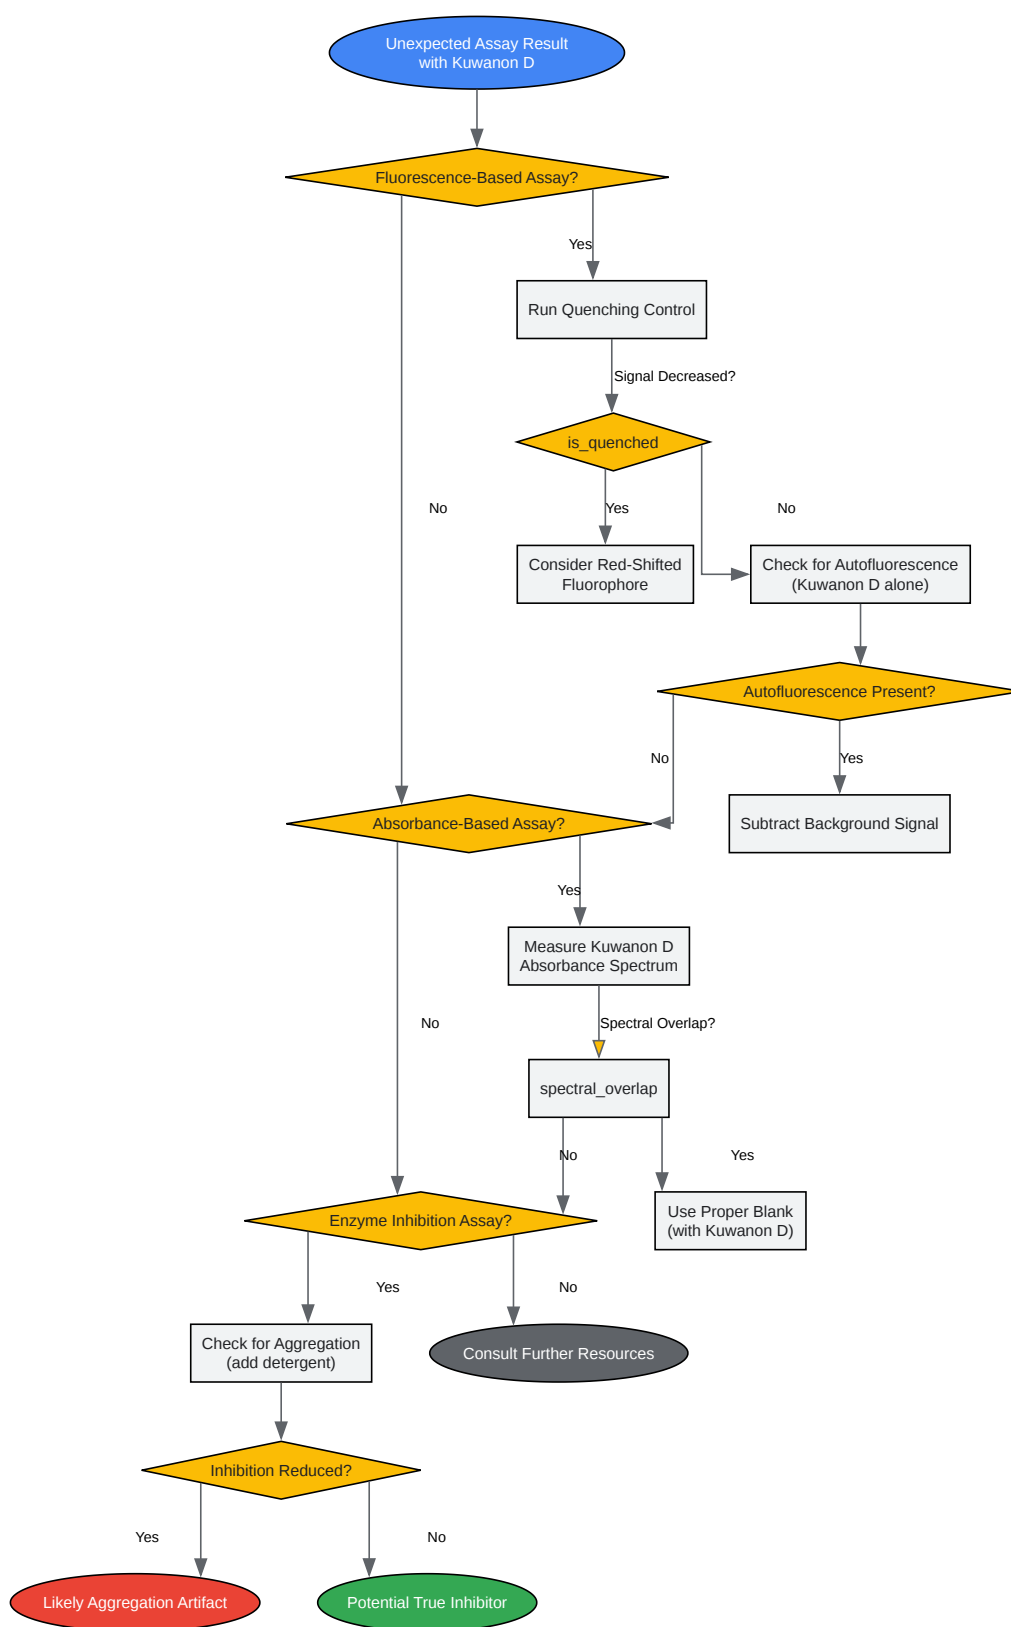 Unexpected Assay Result
with Kuwanon D
Fluorescence-Based Assay?
Yes
Run Quenching Control
Signal Decreased?
is_quenched
No
Yes
No
Consider Red-Shifted
Fluorophore
Check for Autofluorescence
(Kuwanon D alone)
Autofluorescence Present?
No
Yes
Absorbance-Based Assay?
Subtract Background Signal
Yes
Measure Kuwanon D
Absorbance Spectrum
No
Spectral Overlap?
spectral_overlap
No
Yes
Enzyme Inhibition Assay?
Use Proper Blank
(with Kuwanon D)
Yes
No
Check for Aggregation
(add detergent)
Consult Further Resources
Inhibition Reduced?
Yes
No
Likely Aggregation Artifact
Potential True Inhibitor